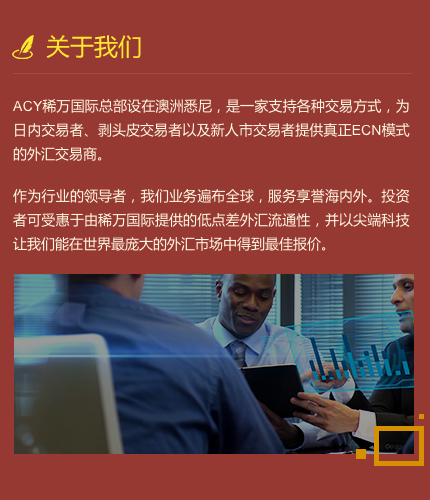 关于我们
ACY稀万国际总部设在澳洲悉尼，是一家支持各种交易方式，为
日内交易者、剥头皮交易者以及新人市交易者提供真正ECN模式
的外汇交易商。
作为行业的领导者，我们业务遍布全球，服务享誉海内外。投资
者可受惠于由稀万国际提供的低点差外汇流通性，并以尖端科技
让我们能在世界最庞大的外汇市场中得到最佳报价。